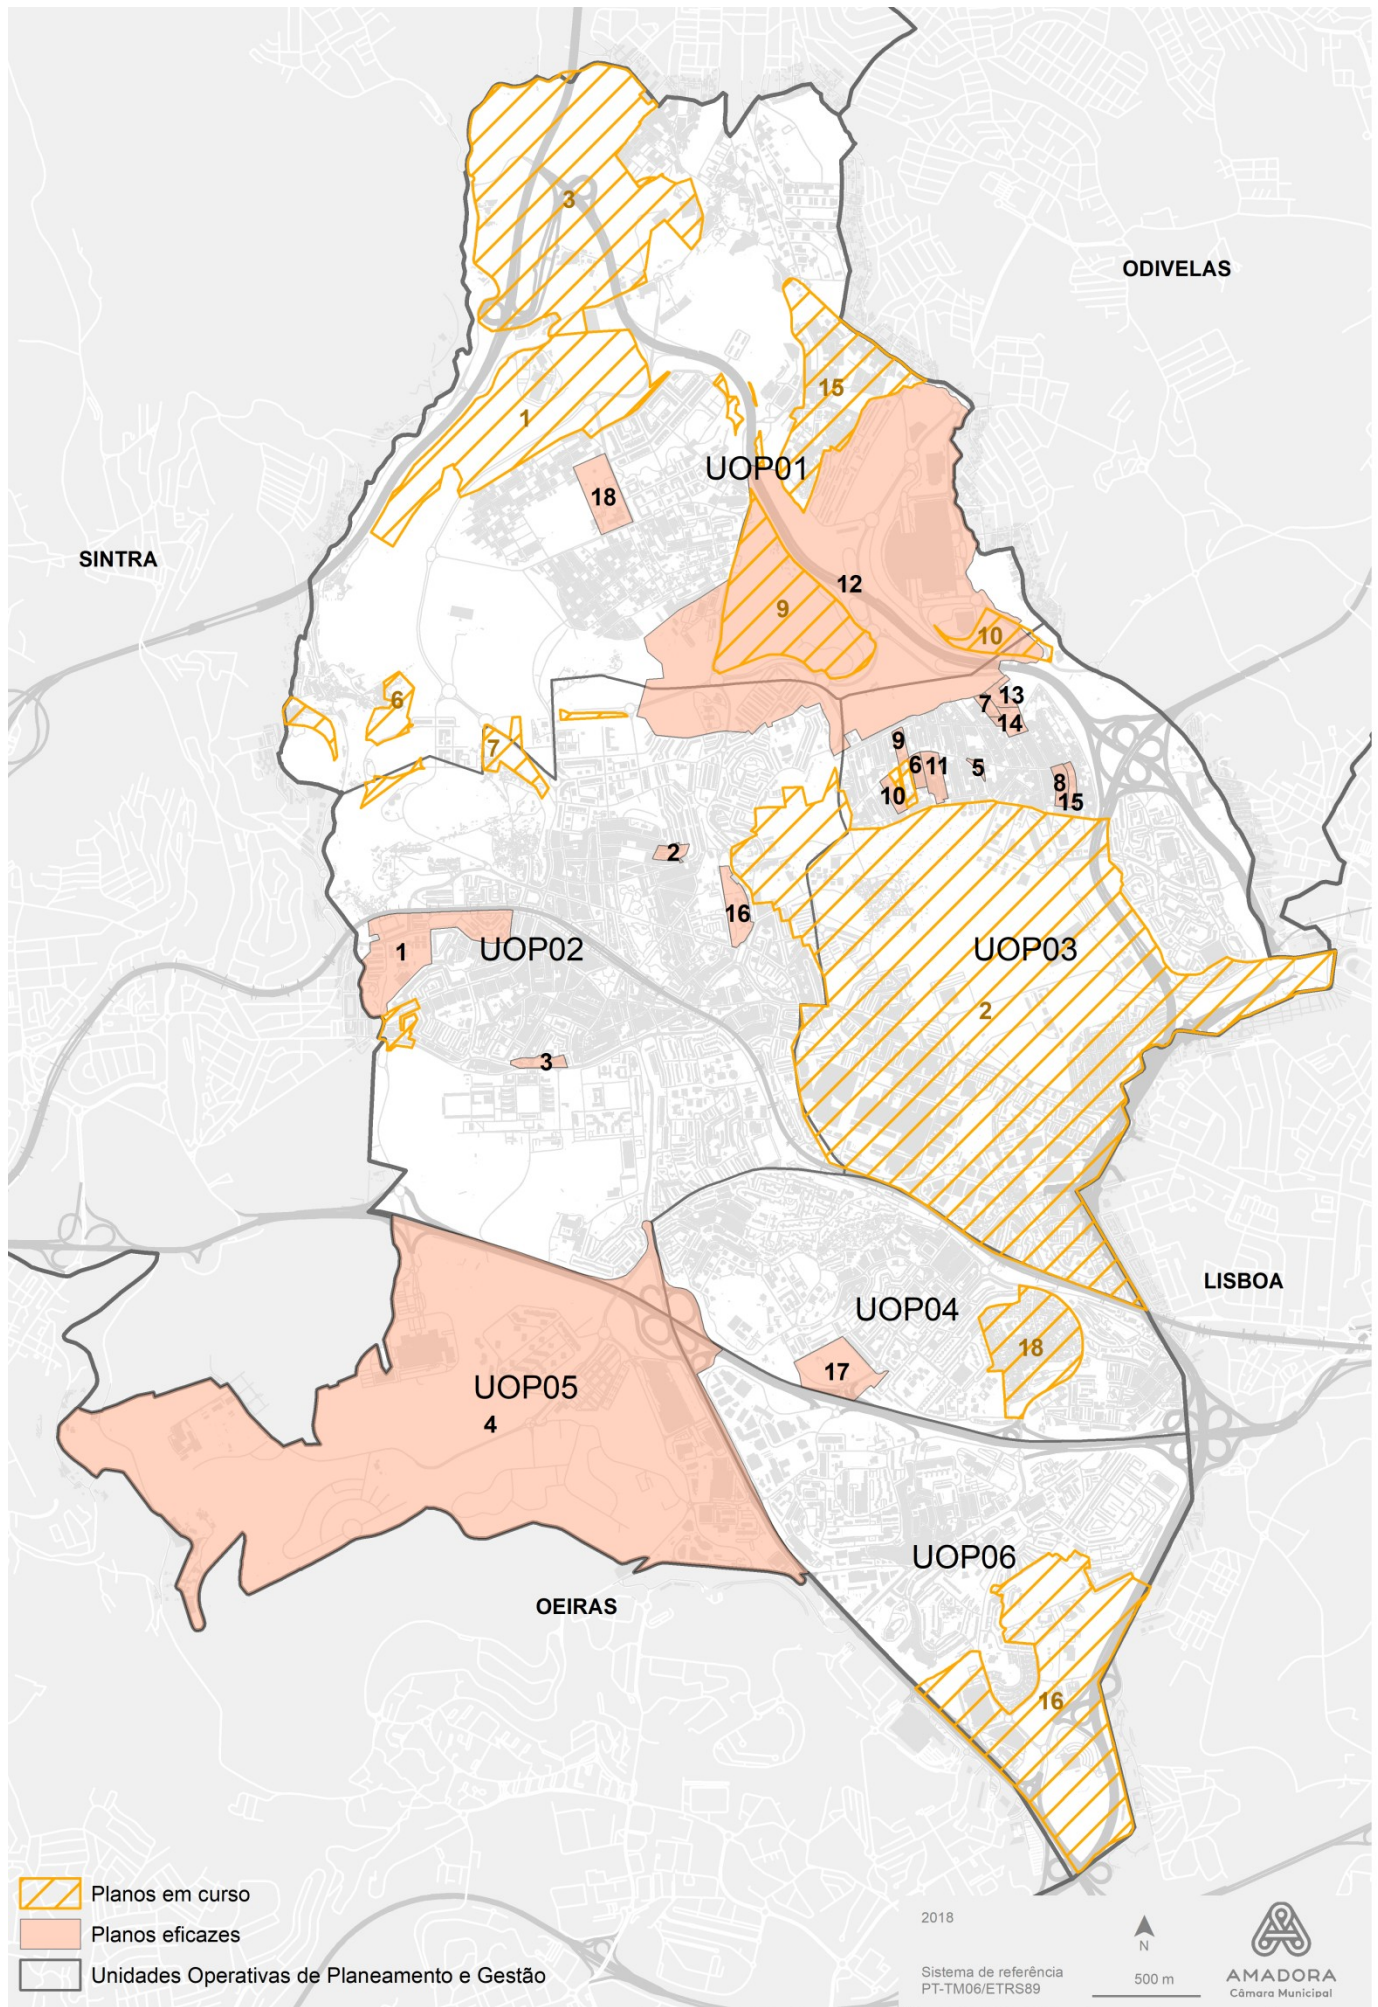 3
ODIVELAS
15
1
UOP01
18
SINTRA
12
9
10
6
13
7
14
7
9
6
11
5
8
10
15
2
16
1
UOP02
UOP03
2
3
LISBOA
UOP04
18
17
UOP05
4
UOP06
OEIRAS
16
Planos em curso
Planos eficazes
Unidades Operativas de Planeamento e Gestão
2018
N
Sistema de referência
PT-TM06/ETRS89
500 m
AMADORA
Câmara Municipal